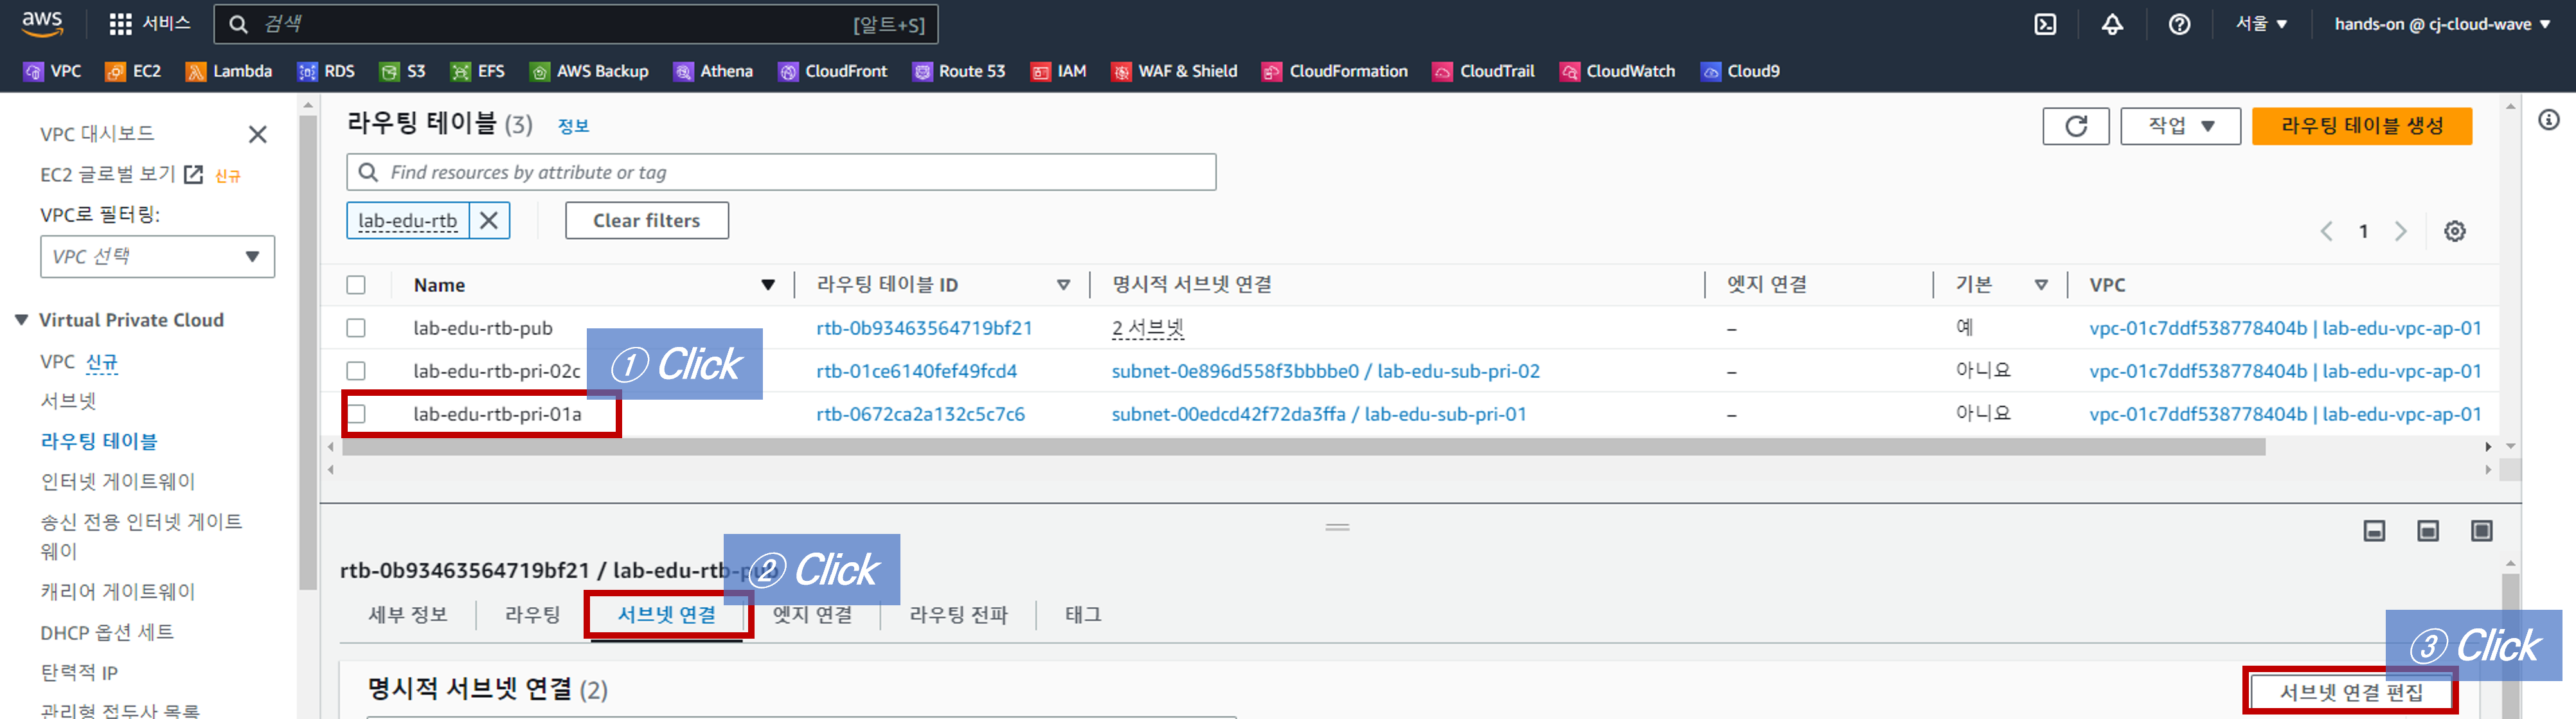 aws
서비스
검색
[알트+S]
서울 ▼
hands-on @ cj-cloud-wave ▼
VPC
EC2
Lambda
RDS
S3
EFS
AWS Backup
Athena
CloudFront
Route 53
IAM
WAF & Shield
CloudFormation
CloudTrail
CloudWatch
Cloud9
VPC 대시보드
EC2 글로벌 보기
신규
VPC로 필터링:
VPC 선택
▼ Virtual Private Cloud
VPC 신규
서브넷
라우팅 테이블
인터넷 게이트웨이
송신 전용 인터넷 게이트
웨이
캐리어 게이트웨이
DHCP 옵션 세트
탄력적 IP
관리형 접두사 목록
라우팅 테이블 (3) 정보
작업 ▼
라우팅 테이블 생성
Find resources by attribute or tag
lab-edu-rtb
Clear filters
1
Name
라우팅 테이블 ID
명시적 서브넷 연결
엣지 연결
기본
VPC
lab-edu-rtb-pub
rtb-0b93463564719bf21
2 서브넷
–
예
vpc-01c7ddf538778404b | lab-edu-vpc-ap-01
lab-edu-rtb-pri-02c
rtb-01ce6140fef49fcd4
subnet-0e896d558f3bbbbe0 / lab-edu-sub-pri-02
–
아니요
vpc-01c7ddf538778404b | lab-edu-vpc-ap-01
lab-edu-rtb-pri-01a
rtb-0672ca2a132c5c7c6
subnet-00edcd42f72da3ffa / lab-edu-sub-pri-01
–
아니요
vpc-01c7ddf538778404b | lab-edu-vpc-ap-01
① Click
rtb-0b93463564719bf21 / lab-edu-rtb-pub
② Click
세부 정보
라우팅
서브넷 연결
엣지 연결
라우팅 전파
태그
③ Click
명시적 서브넷 연결 (2)
서브넷 연결 편집